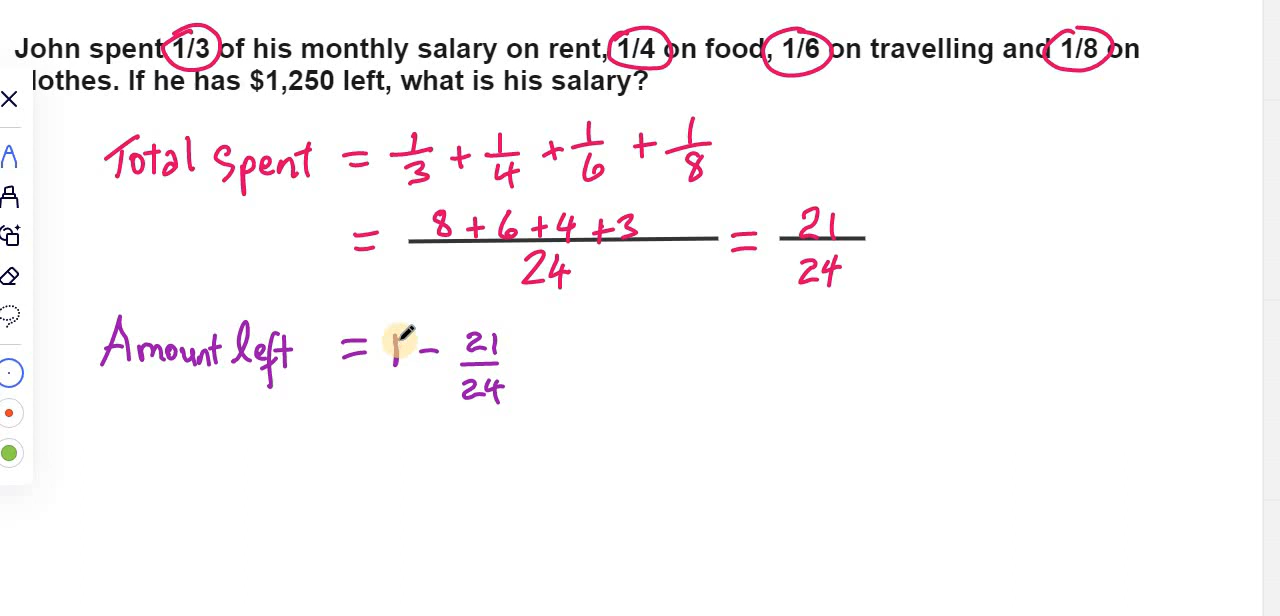 John spent 1/3 of his monthly salary on rent, 1/4 on food, 1/6 on travelling and 1/8 on
lothes. If he has $1,250 left, what is his salary?
Total Spent = 1/3 + 1/4 + 1/6 + 1/8
= 8 + 6 + 4 + 3 / 24 = 21/24
Amount left = 1 - 21/24